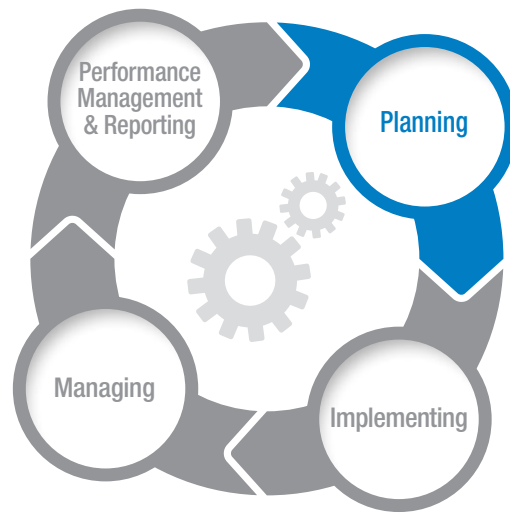 Performance
Management
& Reporting
Planning
Implementing
Managing